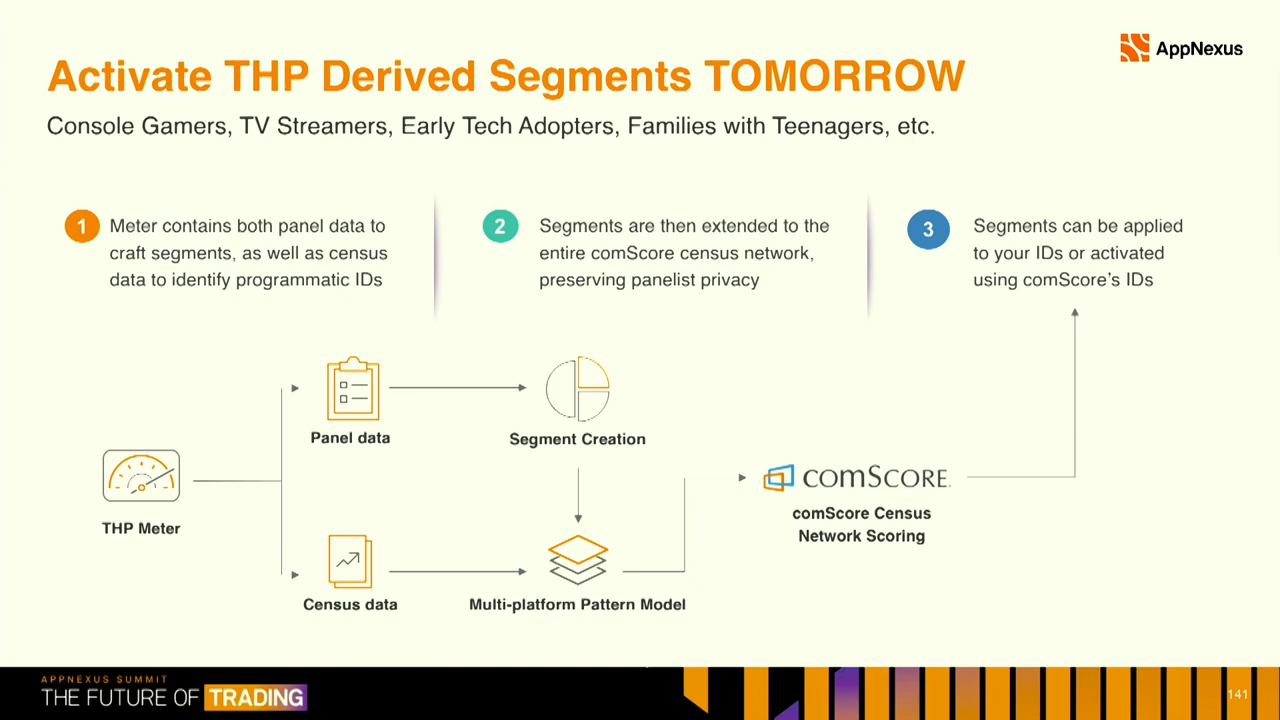 AppNexus
Activate THP Derived Segments TOMORROW
Console Gamers, TV Streamers, Early Tech Adopters, Families with Teenagers, etc.
1
Meter contains both panel data to
craft segments, as well as census
data to identify programmatic IDs
2
Segments are then extended to the
entire comScore census network,
preserving panelist privacy
3
Segments can be applied
to your IDs or activated
using comScore's IDs
Panel data
Segment Creation
THP Meter
comSCORE
comScore Census
Network Scoring
Census data
Multi-platform Pattern Model
APPNEXUS SUMMIT
THE FUTURE OF TRADING
141